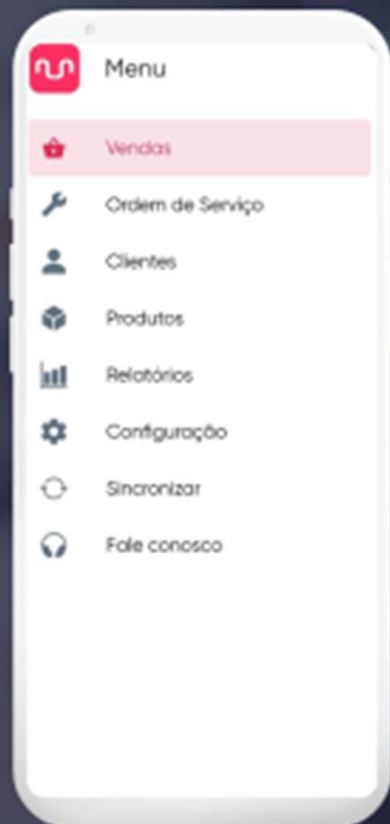 Menu
Vendas
Ordem de Serviço
Clientes
Produtos
Relatórios
Configuração
Sincronizar
Fale conosco